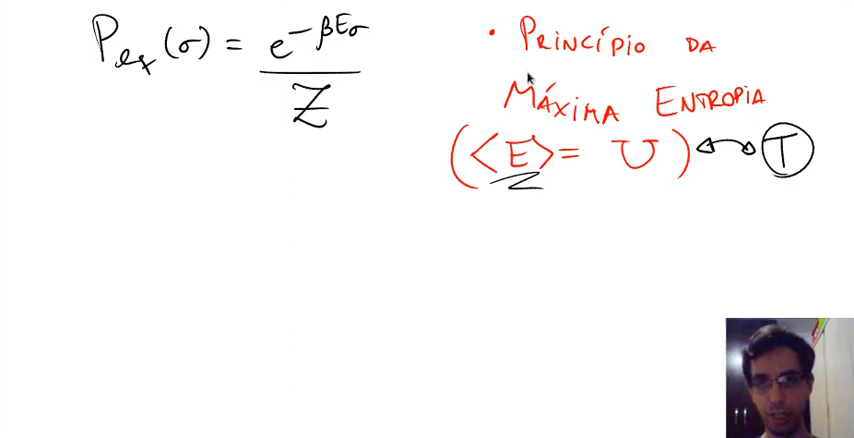 P_eq(σ) = e^{-βE_σ} / Z
• PRINCÍPIO DA
MÁXIMA ENTROPIA
(<E> = U) ↔ T